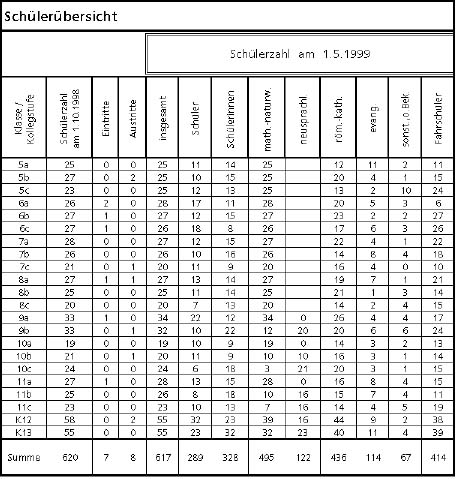 Schülerübersicht
Schülerzahl am 1.5.1999
Klasse / Kollegstufe Schülerzahl am 1.10.1998 Eintritte Austritte insgesamt Schüler Schülerinnen math.-naturw. neusprachl röm.-kath. evang sonst.,o Bek. Fahrschüler
5a 25 0 0 25 11 14 25 12 11 2 11
5b 27 0 2 25 10 15 25 20 4 1 15
5c 23 0 0 25 12 13 25 13 2 10 24
6a 26 2 0 28 17 11 28 20 5 3 6
6b 27 1 0 27 12 15 27 23 2 2 27
6c 27 1 0 26 18 8 26 17 6 3 26
7a 28 0 0 27 12 15 27 22 4 1 22
7b 26 0 0 26 10 16 26 14 8 4 18
7c 21 0 1 20 11 9 20 16 4 0 10
8a 27 1 1 27 13 14 27 19 7 1 21
8b 25 0 0 25 11 14 25 21 1 3 14
8c 20 0 0 20 7 13 20 14 2 4 15
9a 33 1 0 34 22 12 34 0 26 4 4 17
9b 33 0 1 32 10 22 12 20 20 6 6 24
10a 19 0 0 19 10 9 19 0 14 3 2 13
10b 21 0 1 20 11 9 10 10 16 3 1 14
10c 24 0 0 24 6 18 3 21 20 3 1 15
11a 27 1 0 28 13 15 28 0 16 8 4 15
11b 25 0 0 26 8 18 10 16 15 7 4 11
11c 23 0 0 23 10 13 7 16 14 4 5 19
K12 58 0 2 55 32 23 39 16 44 9 2 38
K13 55 0 0 55 23 32 32 23 40 11 4 39
Summe 620 7 8 617 289 328 495 122 436 114 67 414